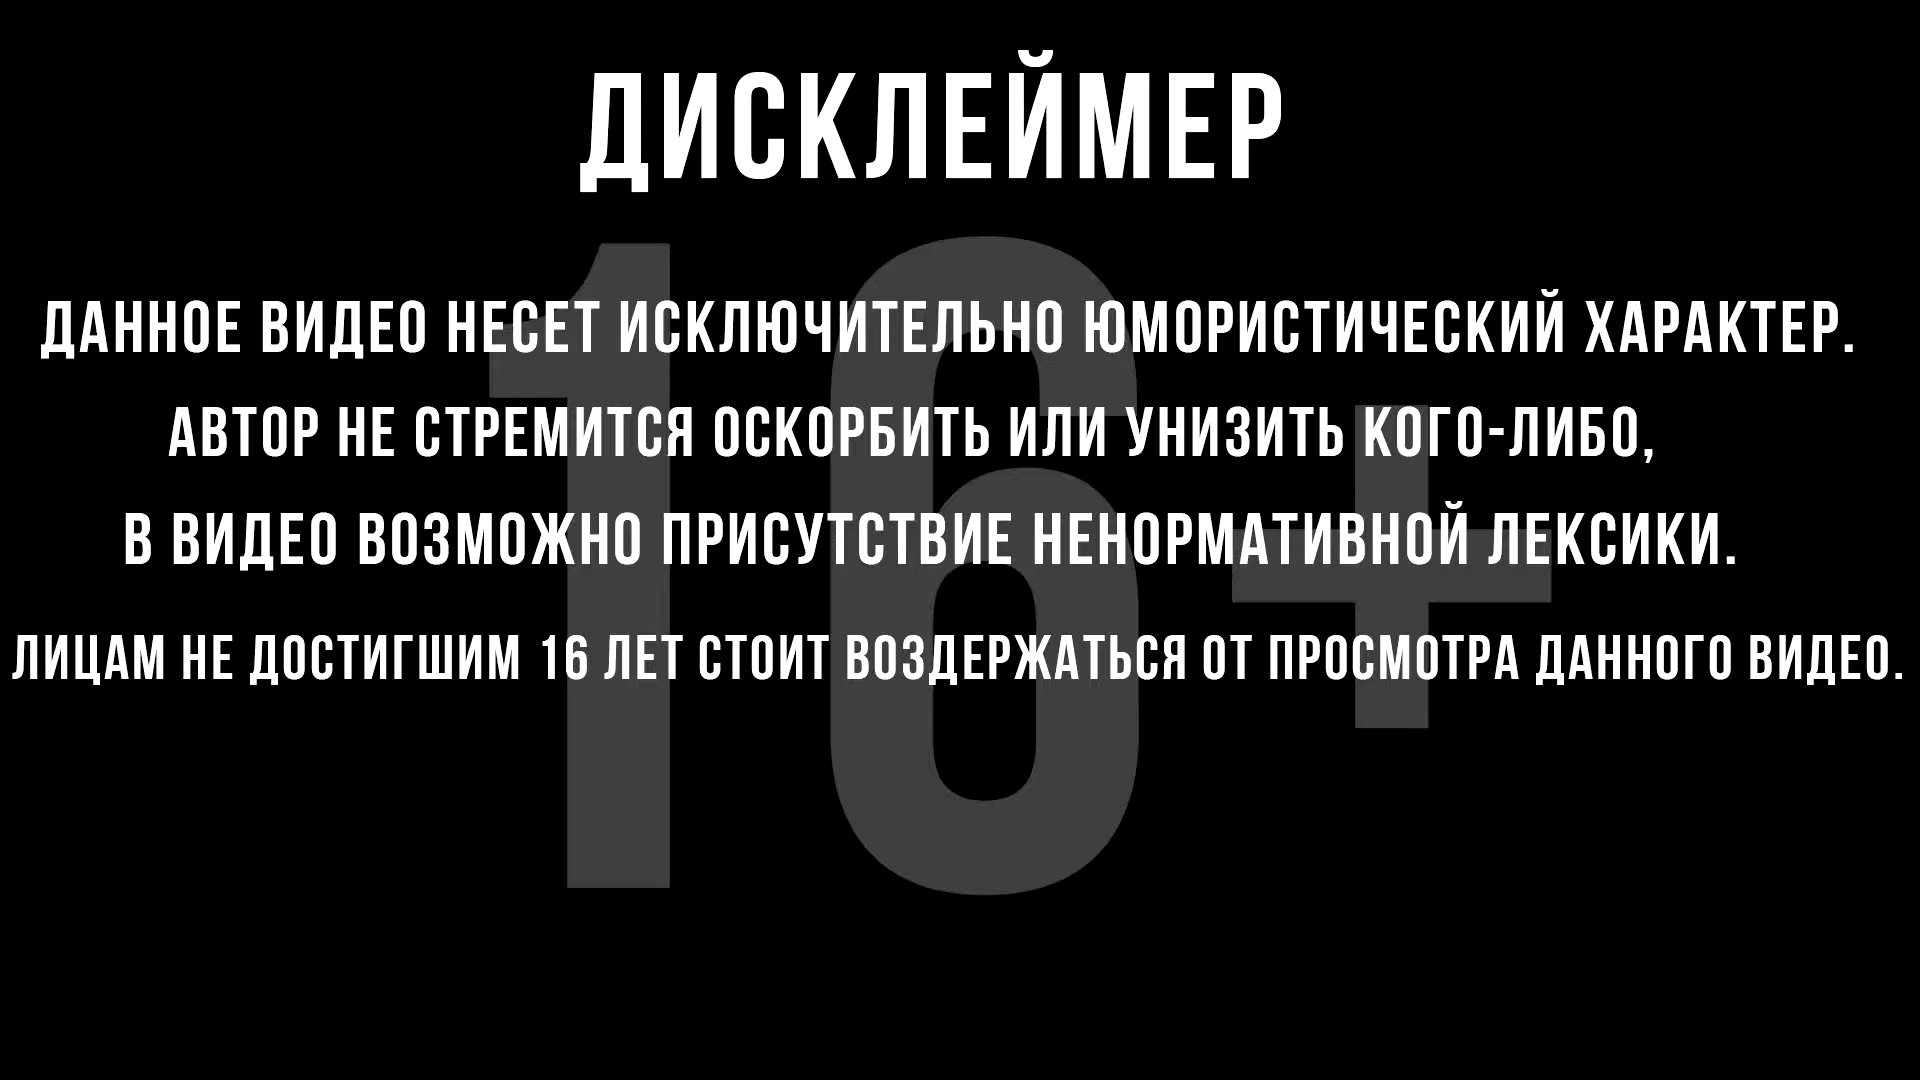 ДИСКЛЕЙМЕР
16+
ДАННОЕ ВИДЕО НЕСЕТ ИСКЛЮЧИТЕЛЬНО ЮМОРИСТИЧЕСКИЙ ХАРАКТЕР.
АВТОР НЕ СТРЕМИТСЯ ОСКОРБИТЬ ИЛИ УНИЗИТЬ КОГО-ЛИБО,
В ВИДЕО ВОЗМОЖНО ПРИСУТСТВИЕ НЕНОРМАТИВНОЙ ЛЕКСИКИ.
ЛИЦАМ НЕ ДОСТИГШИМ 16 ЛЕТ СТОИТ ВОЗДЕРЖАТЬСЯ ОТ ПРОСМОТРА ДАННОГО ВИДЕО.